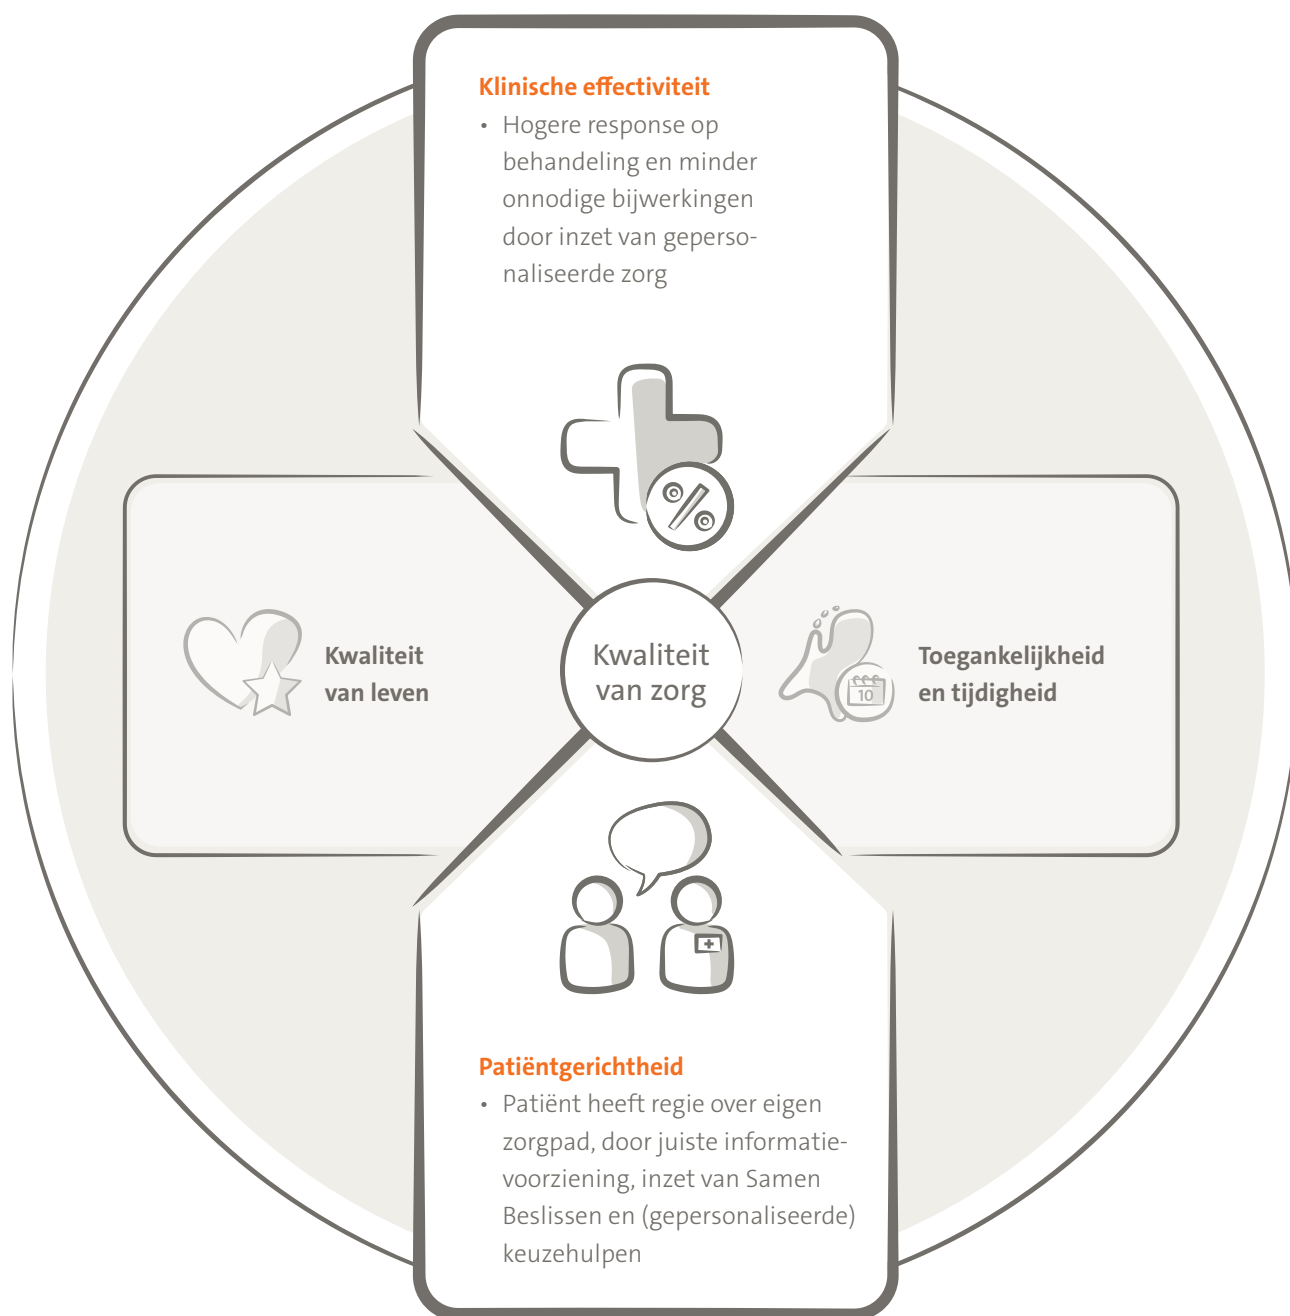 Klinische effectiviteit
• Hogere response op
behandeling en minder
onnodige bijwerkingen
door inzet van geperso-
naliseerde zorg
%
Kwaliteit
van leven
Kwaliteit
van zorg
10
Toegankelijkheid
en tijdigheid
Patiëntgerichtheid
• Patiënt heeft regie over eigen
zorgpad, door juiste informatie-
voorziening, inzet van Samen
Beslissen en (gepersonaliseerde)
keuzehulpen